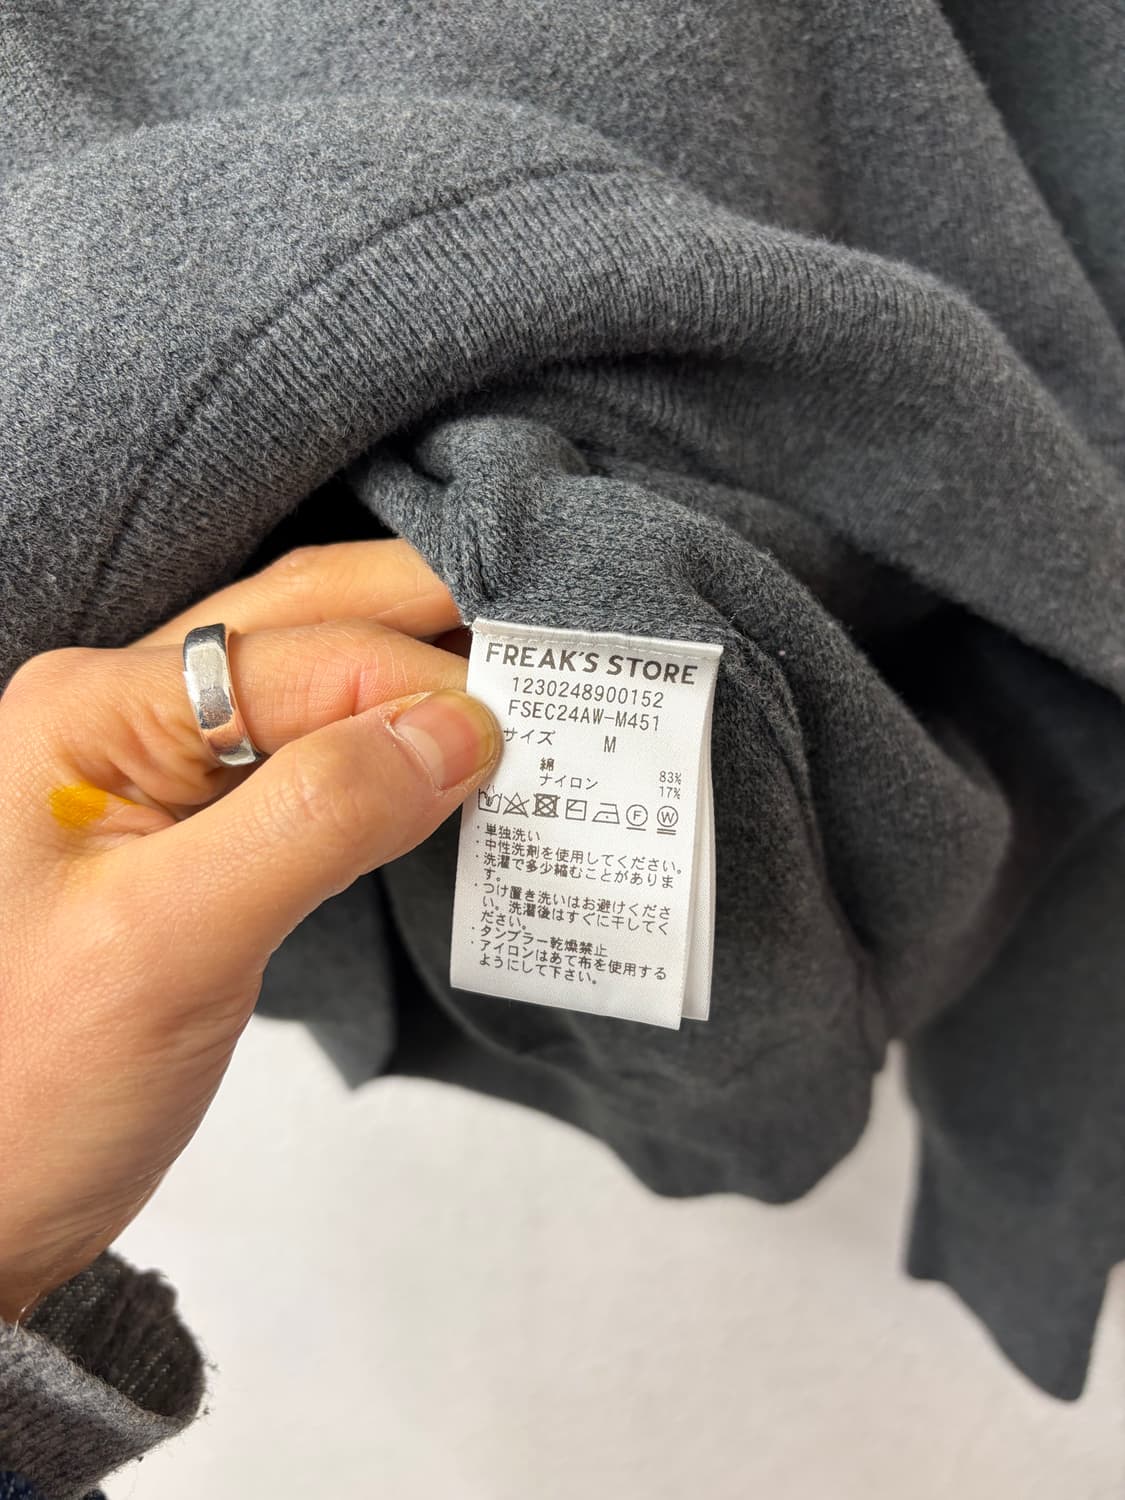 FREAK'S STORE
1230248900152
FSEC24AW-M451
サイズ M
綿 83%
ナイロン 17%
F W
・単独洗い
・中性洗剤を使用してください。
・洗濯で多少縮むことがありま
す。
・つけ置き洗いはお避けくださ
い。洗濯後はすぐに干してく
ださい。
・タンブラー乾燥禁止
・アイロンはあて布を使用する
ようにして下さい。